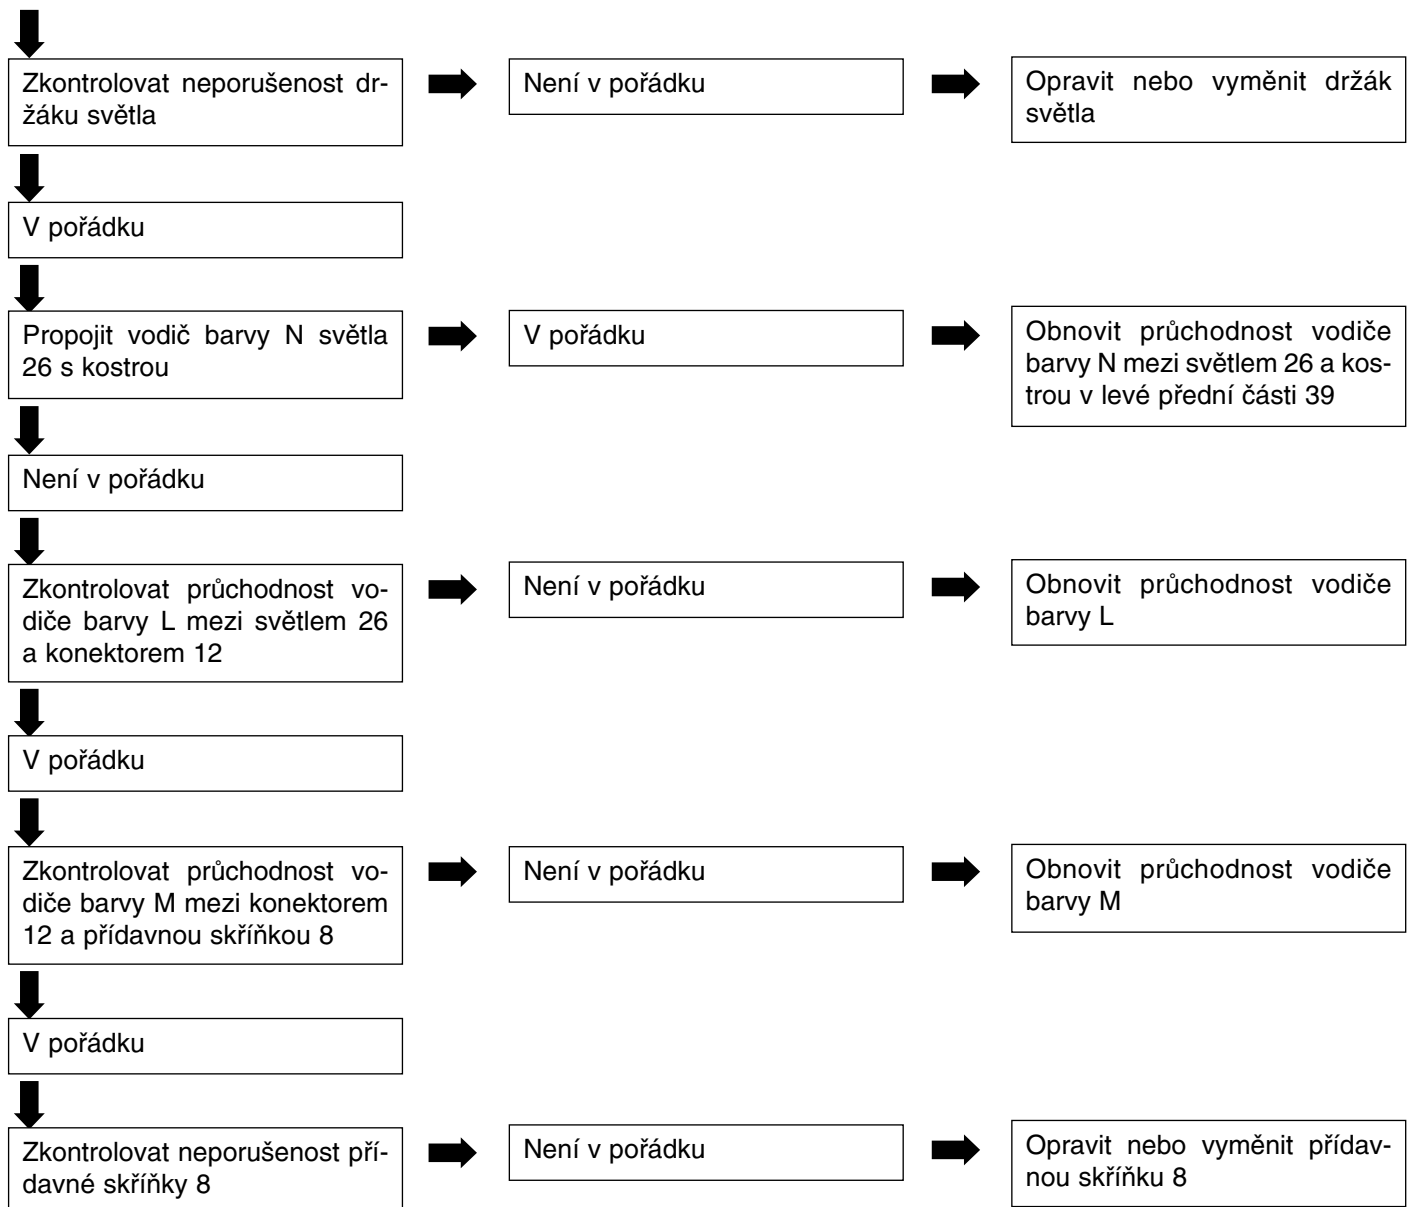 Zkontrolovat neporušenost dr-
žáku světla
Není v pořádku
Opravit nebo vyměnit držák
světla
V pořádku
Propojit vodič barvy N světla
26 s kostrou
V pořádku
Obnovit průchodnost vodiče
barvy N mezi světlem 26 a kos-
trou v levé přední části 39
Není v pořádku
Zkontrolovat průchodnost vo-
diče barvy L mezi světlem 26
a konektorem 12
Není v pořádku
Obnovit průchodnost vodiče
barvy L
V pořádku
Zkontrolovat průchodnost vo-
diče barvy M mezi konektorem
12 a přídavnou skříňkou 8
Není v pořádku
Obnovit průchodnost vodiče
barvy M
V pořádku
Zkontrolovat neporušenost pří-
davné skříňky 8
Není v pořádku
Opravit nebo vyměnit přídav-
nou skříňku 8